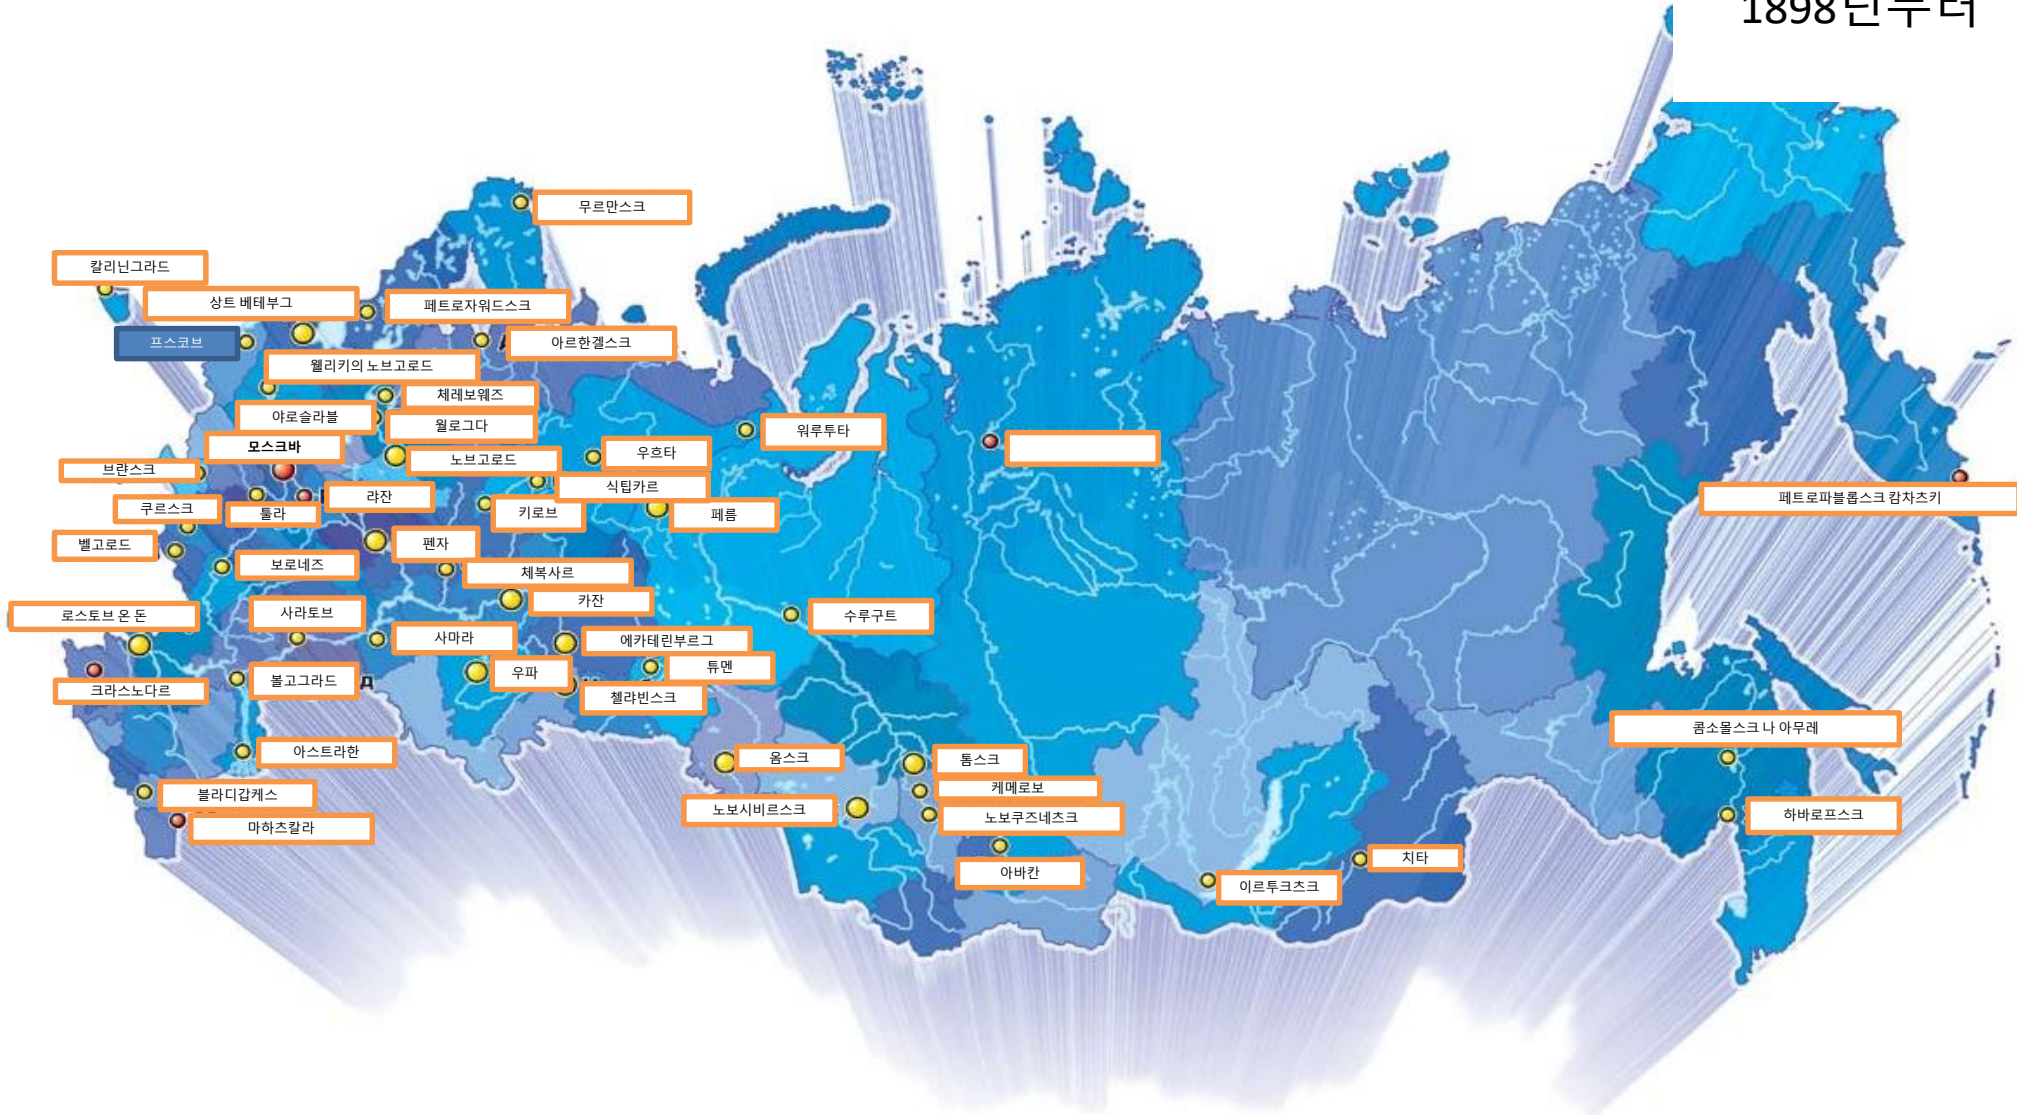 1898년부터
무르만스크
칼리닌그라드
상트 베테부그
페트로자워드스크
프스코브
아르한겔스크
웰리키의 노브고로드
체레보웨즈
야로슬라블
월로그다
모스크바
워루투타
노브고로드
우흐타
브랸스크
식팁카르
랴잔
페트로파블롭스크 캄차츠키
쿠르스크
툴라
키로브
페름
벨고로드
펜자
보로네즈
체복사르
카잔
로스토브 온 돈
사라토브
수루구트
사마라
에카테린부르그
튜멘
우파
볼고그라드
크라스노다르
첼랴빈스크
콤소몰스크 나 아무레
아스트라한
옴스크
톰스크
케메로보
블라디갑케스
노보시비르스크
노보쿠즈네츠크
하바로프스크
마하츠칼라
치타
아바칸
이르투크츠크